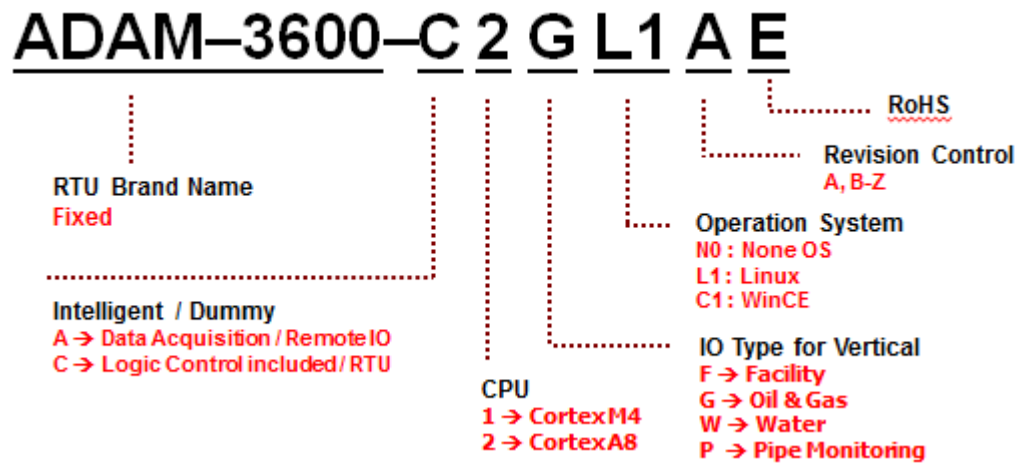 ADAM–3600–C 2 G L1 A E
RoHS
Revision Control
A, B-Z
RTU Brand Name
Fixed
Operation System
N0 : None OS
L1 : Linux
C1 : WinCE
Intelligent / Dummy
A → Data Acquisition / Remote IO
C → Logic Control included / RTU
IO Type for Vertical
F → Facility
G → Oil & Gas
W → Water
P → Pipe Monitoring
CPU
1 → Cortex M4
2 → Cortex A8